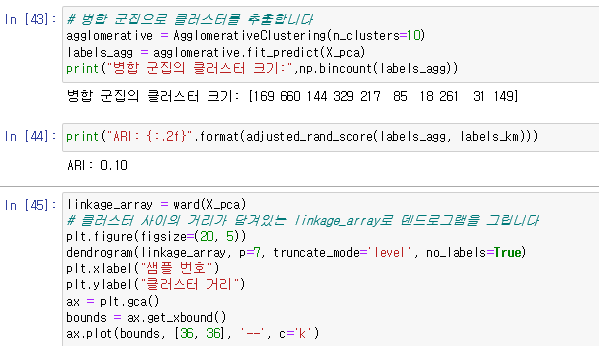 In [43]:
# 병합 군집으로 클러스터를 추출합니다
agglomerative = AgglomerativeClustering(n_clusters=10)
labels_agg = agglomerative.fit_predict(X_pca)
print("병합 군집의 클러스터 크기:",np.bincount(labels_agg))
병합 군집의 클러스터 크기: [169 660 144 329 217  85  18 261  31 149]
In [44]:
print("ARI: {:.2f}".format(adjusted_rand_score(labels_agg, labels_km)))
ARI: 0.10
In [45]:
linkage_array = ward(X_pca)
# 클러스터 사이의 거리가 담겨있는 linkage_array로 덴드로그램을 그립니다
plt.figure(figsize=(20, 5))
dendrogram(linkage_array, p=7, truncate_mode='level', no_labels=True)
plt.xlabel("샘플 번호")
plt.ylabel("클러스터 거리")
ax = plt.gca()
bounds = ax.get_xbound()
ax.plot(bounds, [36, 36], '--', c='k')